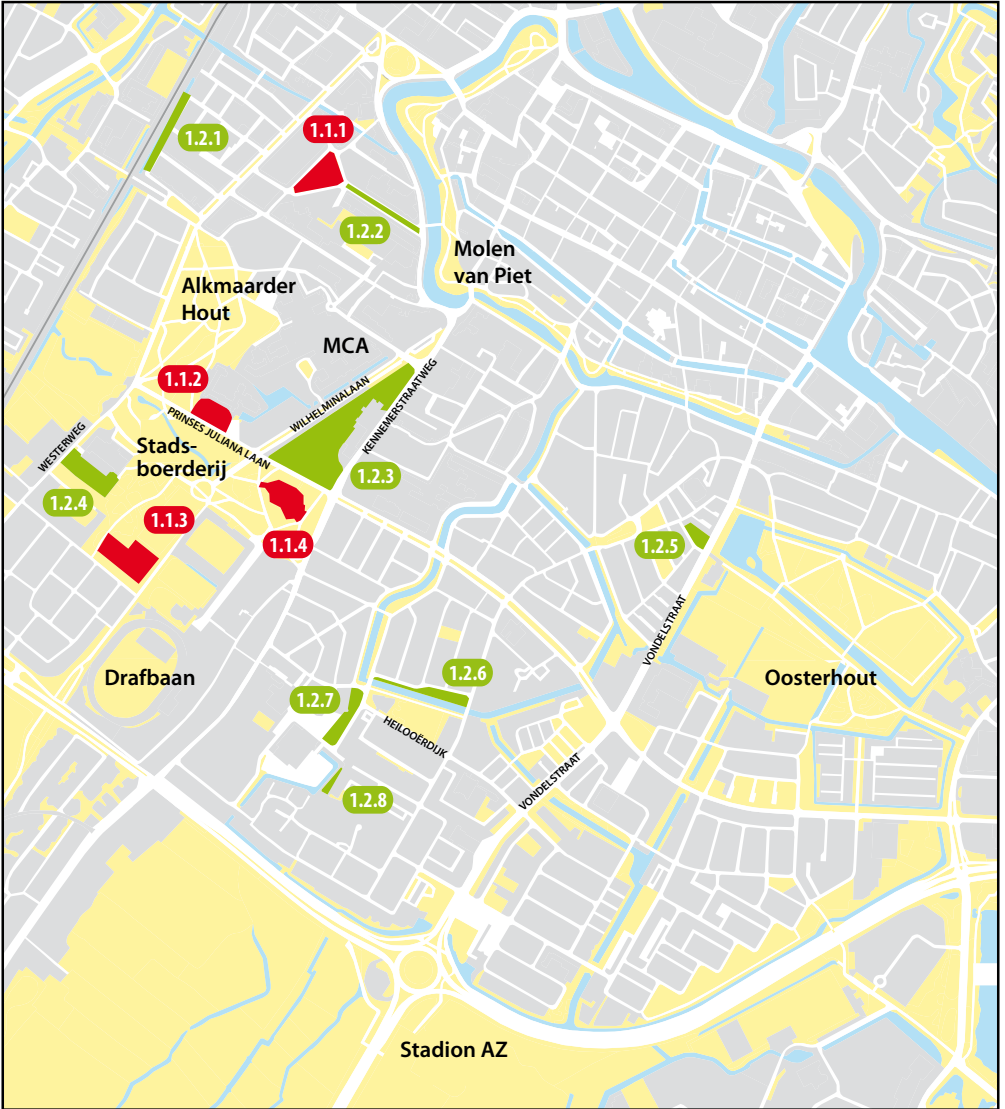 1.2.1
1.1.1
1.2.2
Molen
van Piet
Alkmaarder
Hout
MCA
1.1.2
WILHELMINALAAN
KENNEMERSTRAATWEG
PRINSES JULIANA LAAN
WESTERWEG
Stads-
boerderij
1.2.3
1.2.4
1.1.3
1.1.4
1.2.5
VONDELSTRAAT
Drafbaan
1.2.6
Oosterhout
1.2.7
HEILOOËRDIJK
VONDELSTRAAT
1.2.8
Stadion AZ